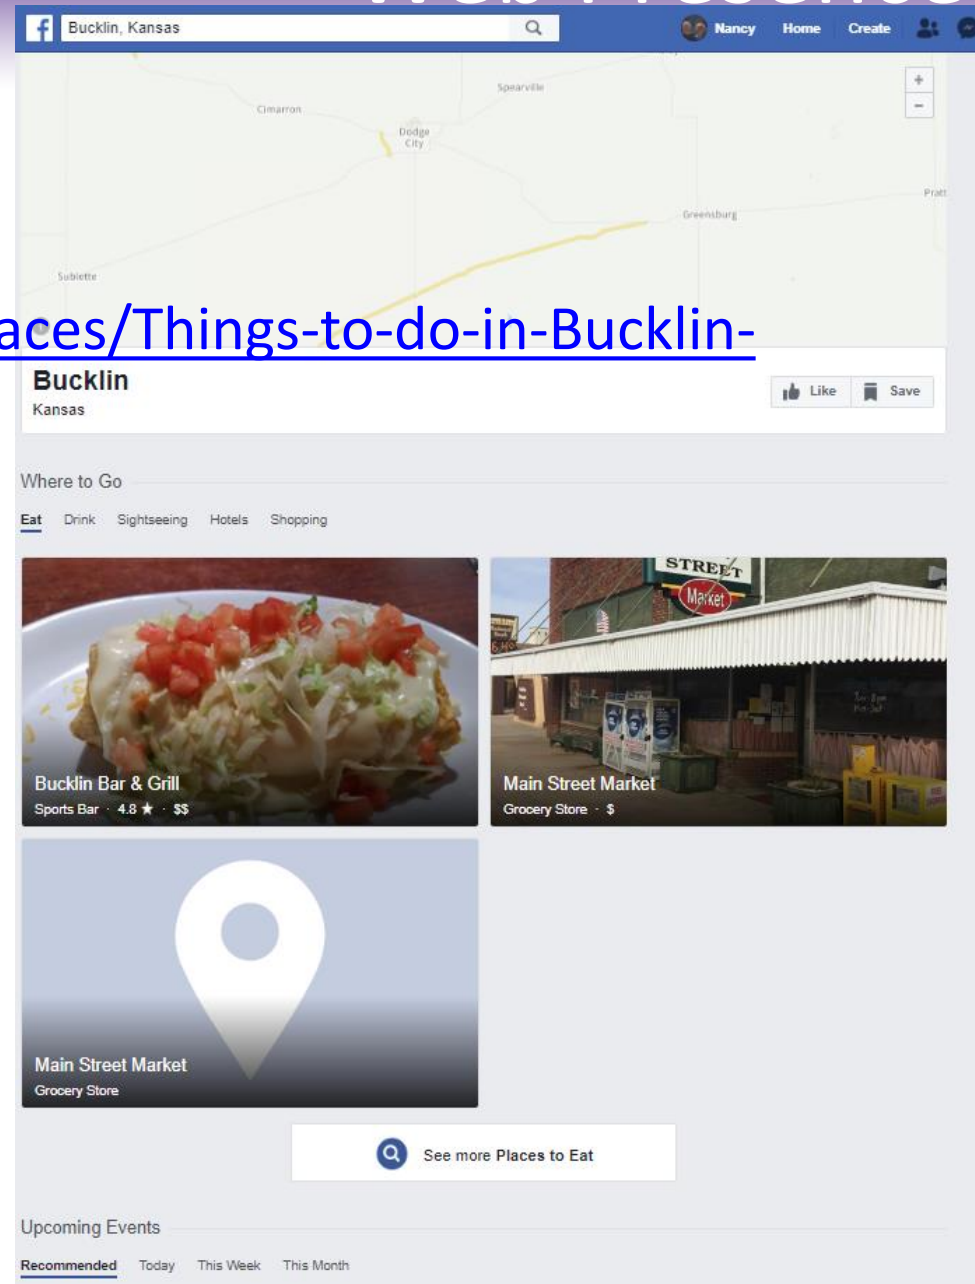 Web Presence
f Bucklin, Kansas Nancy Home Create
Spearville
Cimarron
Dodge
City
Pratt
Greensburg
Sublette
aces/Things-to-do-in-Bucklin-
Bucklin
Kansas
Like Save
Where to Go
Eat Drink Sightseeing Hotels Shopping
STREET
Market
Bucklin Bar & Grill
Sports Bar · 4.8 ★ · $$
Main Street Market
Grocery Store · $
Main Street Market
Grocery Store
See more Places to Eat
Upcoming Events
Recommended Today This Week This Month